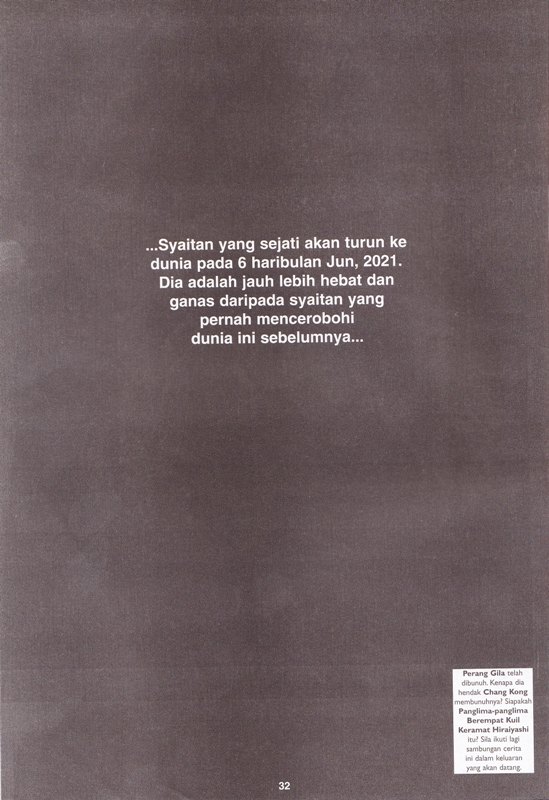 ...Syaitan yang sejati akan turun ke
dunia pada 6 haribulan Jun, 2021.
Dia adalah jauh lebih hebat dan
ganas daripada syaitan yang
pernah mencerobohi
dunia ini sebelumnya...
Perang Gila telah
dibunuh. Kenapa dia
hendak Chang Kong
membunuhnya? Siapakah
Panglima-panglima
Berempat Kuil
Keramat Hiraiyashi
itu? Sila ikuti lagi
sambungan cerita
ini dalam keluaran
yang akan datang.
32